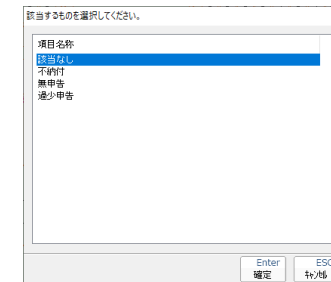 該当するものを選択してください。
項目名称
該当なし
不納付
無申告
過少申告
Enter
確定
ESC
ｷｬﾝｾﾙ